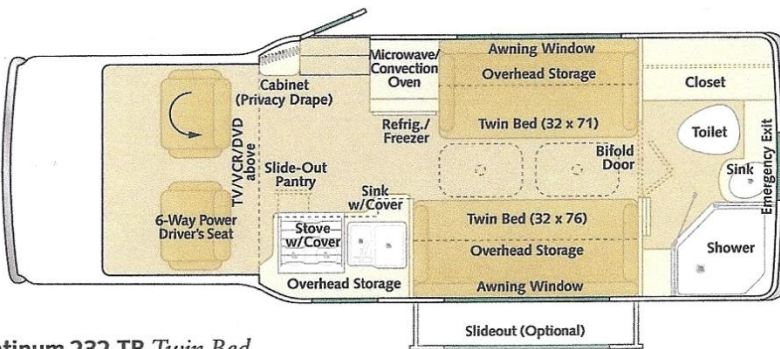 Microwave/
Convection
Oven
Awning Window
Overhead Storage
Twin Bed (32 x 71)
Closet
Cabinet
(Privacy Drape)
Refrig./
Freezer
Toilet
Bifold
Door
TV/VCR/DVD
above
Slide-Out
Pantry
Sink
w/Cover
Sink
Emergency Exit
6-Way Power
Driver's Seat
Stove
w/Cover
Twin Bed (32 x 76)
Overhead Storage
Shower
Overhead Storage
Awning Window
Slideout (Optional)
232 TB Twin Bed